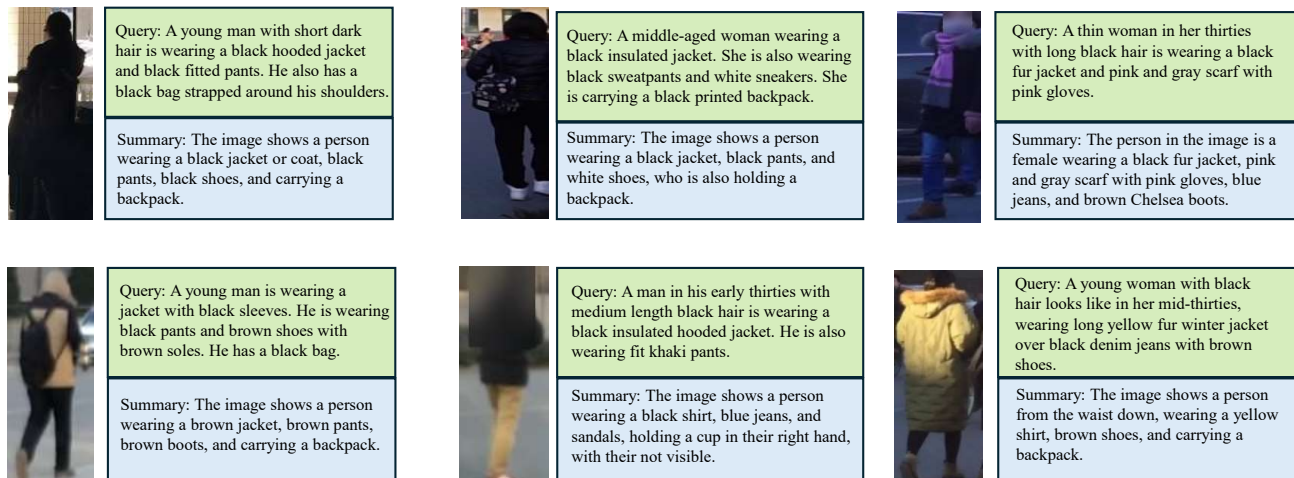 Query: A young man with short dark
hair is wearing a black hooded jacket
and black fitted pants. He also has a
black bag strapped around his shoulders.
Summary: The image shows a person
wearing a black jacket or coat, black
pants, black shoes, and carrying a
backpack.
Query: A middle-aged woman wearing a
black insulated jacket. She is also wearing
black sweatpants and white sneakers. She
is carrying a black printed backpack.
Summary: The image shows a person
wearing a black jacket, black pants, and
white shoes, who is also holding a
backpack.
Query: A thin woman in her thirties
with long black hair is wearing a black
fur jacket and pink and gray scarf with
pink gloves.
Summary: The person in the image is a
female wearing a black fur jacket, pink
and gray scarf with pink gloves, blue
jeans, and brown Chelsea boots.
Query: A young man is wearing a
jacket with black sleeves. He is wearing
black pants and brown shoes with
brown soles. He has a black bag.
Summary: The image shows a person
wearing a brown jacket, brown pants,
brown boots, and carrying a backpack.
Query: A man in his early thirties with
medium length black hair is wearing a
black insulated hooded jacket. He is also
wearing fit khaki pants.
Summary: The image shows a person
wearing a black shirt, blue jeans, and
sandals, holding a cup in their right hand,
with their not visible.
Query: A young woman with black
hair looks like in her mid-thirties,
wearing long yellow fur winter jacket
over black denim jeans with brown
shoes.
Summary: The image shows a person
from the waist down, wearing a yellow
shirt, brown shoes, and carrying a
backpack.